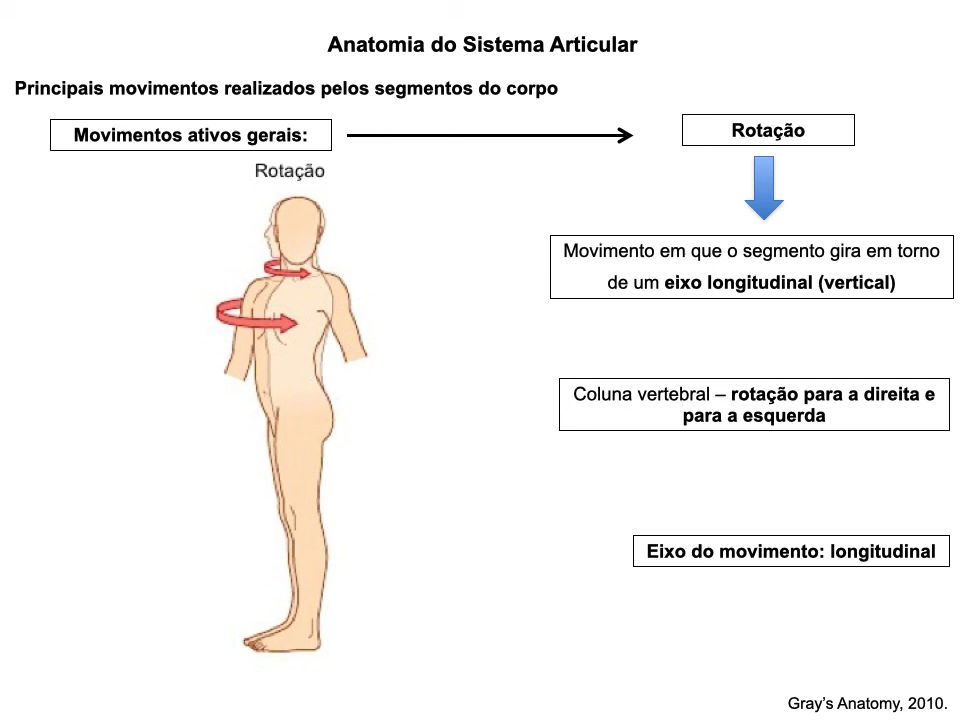 Anatomia do Sistema Articular
Principais movimentos realizados pelos segmentos do corpo
Movimentos ativos gerais:
Rotação
Rotação
Movimento em que o segmento gira em torno
de um eixo longitudinal (vertical)
Coluna vertebral – rotação para a direita e
para a esquerda
Eixo do movimento: longitudinal
Gray’s Anatomy, 2010.